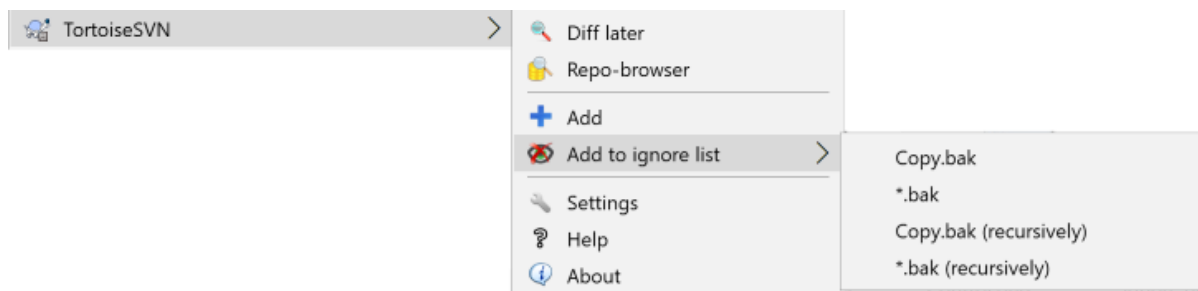 TortoiseSVN
Diff later
Repo-browser
Add
Add to ignore list
Settings
Help
About
Copy.bak
*.bak
Copy.bak (recursively)
*.bak (recursively)